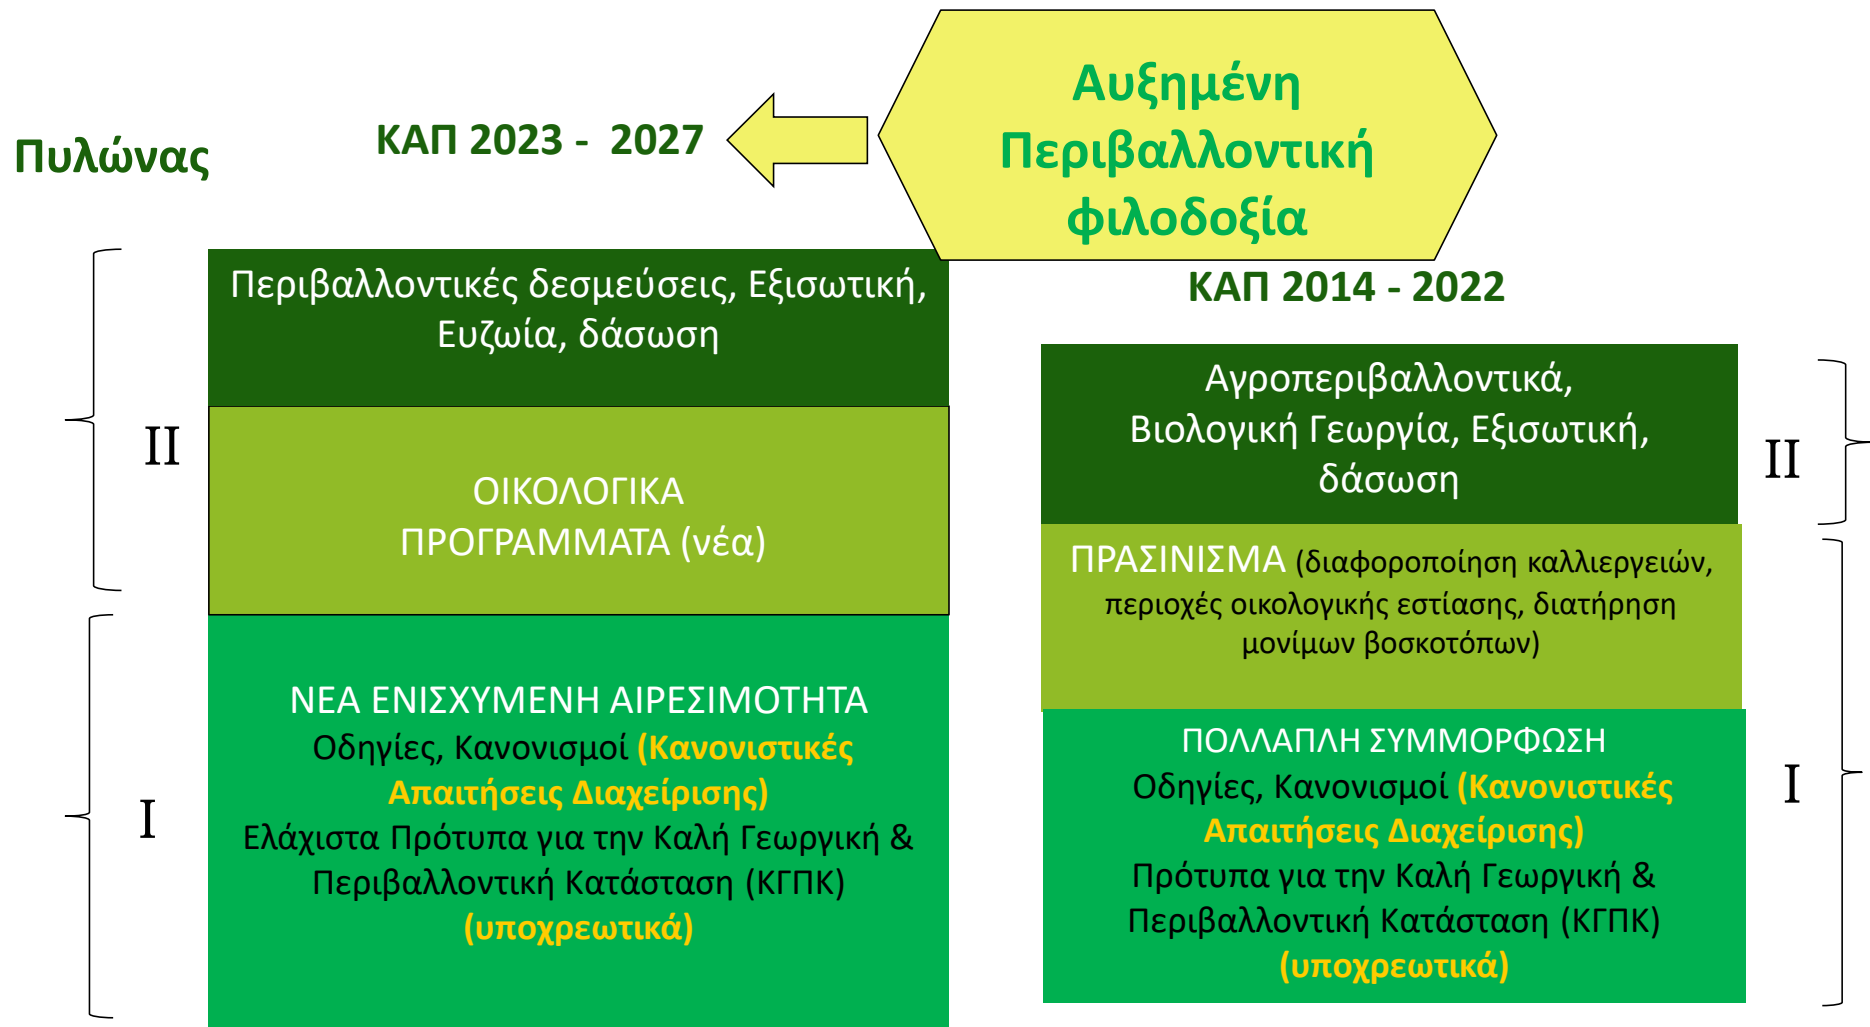 Αυξημένη
Περιβαλλοντική
φιλοδοξία
Πυλώνας
ΚΑΠ 2023 - 2027
Περιβαλλοντικές δεσμεύσεις, Εξισωτική,
Ευζωία, δάσωση
II
ΟΙΚΟΛΟΓΙΚΑ
ΠΡΟΓΡΑΜΜΑΤΑ (νέα)
ΝΕΑ ΕΝΙΣΧΥΜΕΝΗ ΑΙΡΕΣΙΜΟΤΗΤΑ
Οδηγίες, Κανονισμοί (Κανονιστικές
Απαιτήσεις Διαχείρισης)
Ελάχιστα Πρότυπα για την Καλή Γεωργική &
Περιβαλλοντική Κατάσταση (ΚΓΠΚ)
(υποχρεωτικά)
I
ΚΑΠ 2014 - 2022
Αγροπεριβαλλοντικά,
Βιολογική Γεωργία, Εξισωτική,
δάσωση
II
ΠΡΑΣΙΝΙΣΜΑ (διαφοροποίηση καλλιεργειών,
περιοχές οικολογικής εστίασης, διατήρηση
μονίμων βοσκοτόπων)
ΠΟΛΛΑΠΛΗ ΣΥΜΜΟΡΦΩΣΗ
Οδηγίες, Κανονισμοί (Κανονιστικές
Απαιτήσεις Διαχείρισης)
Πρότυπα για την Καλή Γεωργική &
Περιβαλλοντική Κατάσταση (ΚΓΠΚ)
(υποχρεωτικά)
I